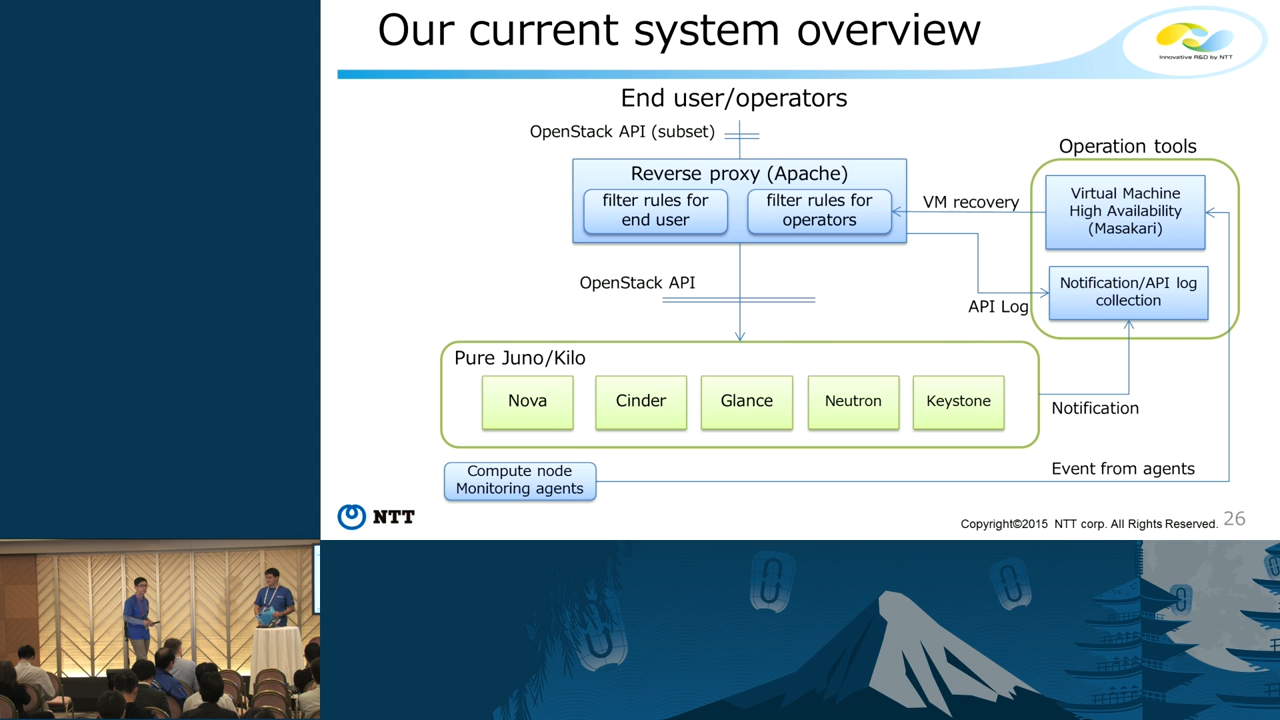 Our current system overview
Innovative R&D by NTT
End user/operators
OpenStack API (subset)
Operation tools
Reverse proxy (Apache)
filter rules for
end user
filter rules for
operators
VM recovery
Virtual Machine
High Availability
(Masakari)
OpenStack API
API Log
Notification/API log
collection
Pure Juno/Kilo
Nova
Cinder
Glance
Neutron
Keystone
Notification
Compute node
Monitoring agents
Event from agents
NTT
Copyright©2015 NTT corp. All Rights Reserved.
26